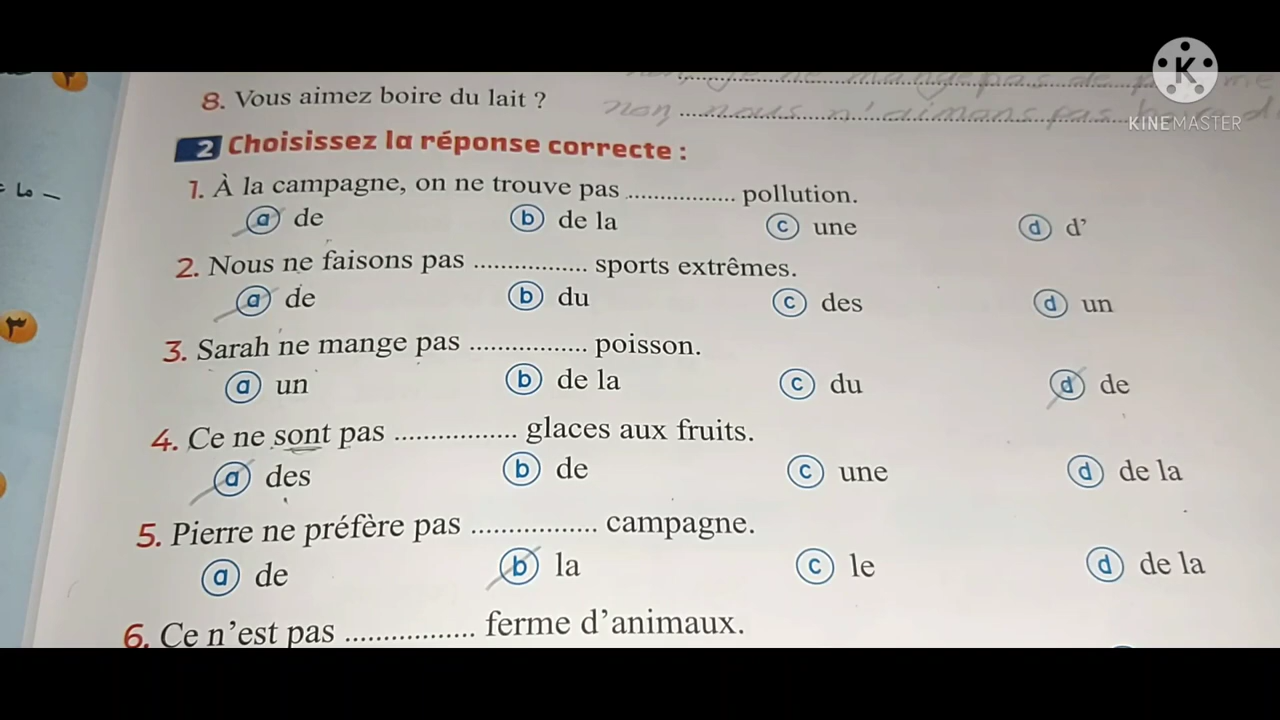 KINEMASTER
8. Vous aimez boire du lait ? non nous n'aimons pas
2 Choisissez la réponse correcte :
1. À la campagne, on ne trouve pas ................ pollution.
a de b de la c une d d'
2. Nous ne faisons pas ................ sports extrêmes.
a de b du c des d un
3. Sarah ne mange pas ................ poisson.
a un b de la c du d de
4. Ce ne sont pas ................ glaces aux fruits.
a des b de c une d de la
5. Pierre ne préfère pas ................ campagne.
a de b la c le d de la
6. Ce n'est pas ................ ferme d'animaux.
٣